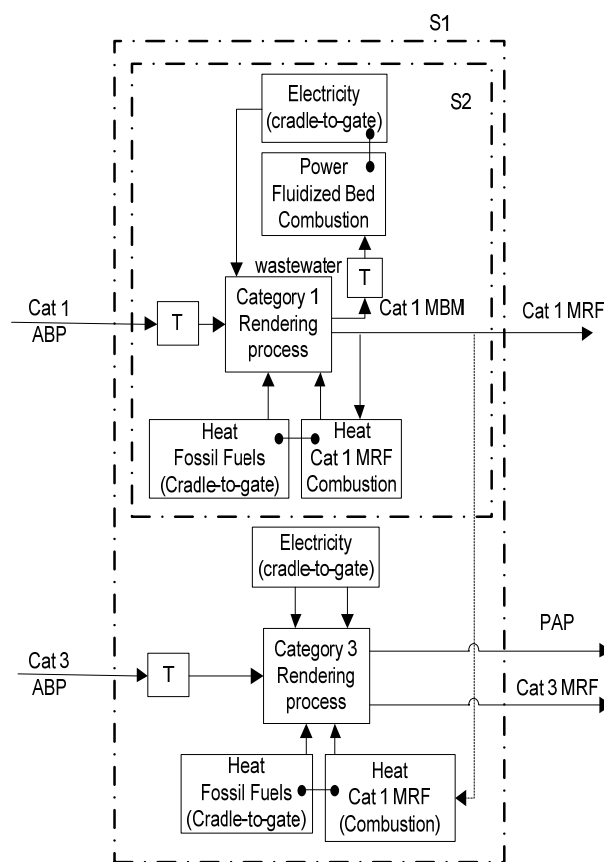 S1
S2
Electricity
(cradle-to-gate)
Power
Fluidized Bed
Combustion
wastewater
T
Cat 1
ABP
T
Category 1
Rendering
process
Cat 1 MBM
Cat 1 MRF
Heat
Fossil Fuels
(Cradle-to-gate)
Heat
Cat 1 MRF
Combustion
Electricity
(cradle-to-gate)
Cat 3
ABP
T
Category 3
Rendering
process
PAP
Cat 3 MRF
Heat
Fossil Fuels
(Cradle-to-gate)
Heat
Cat 1 MRF
(Combustion)